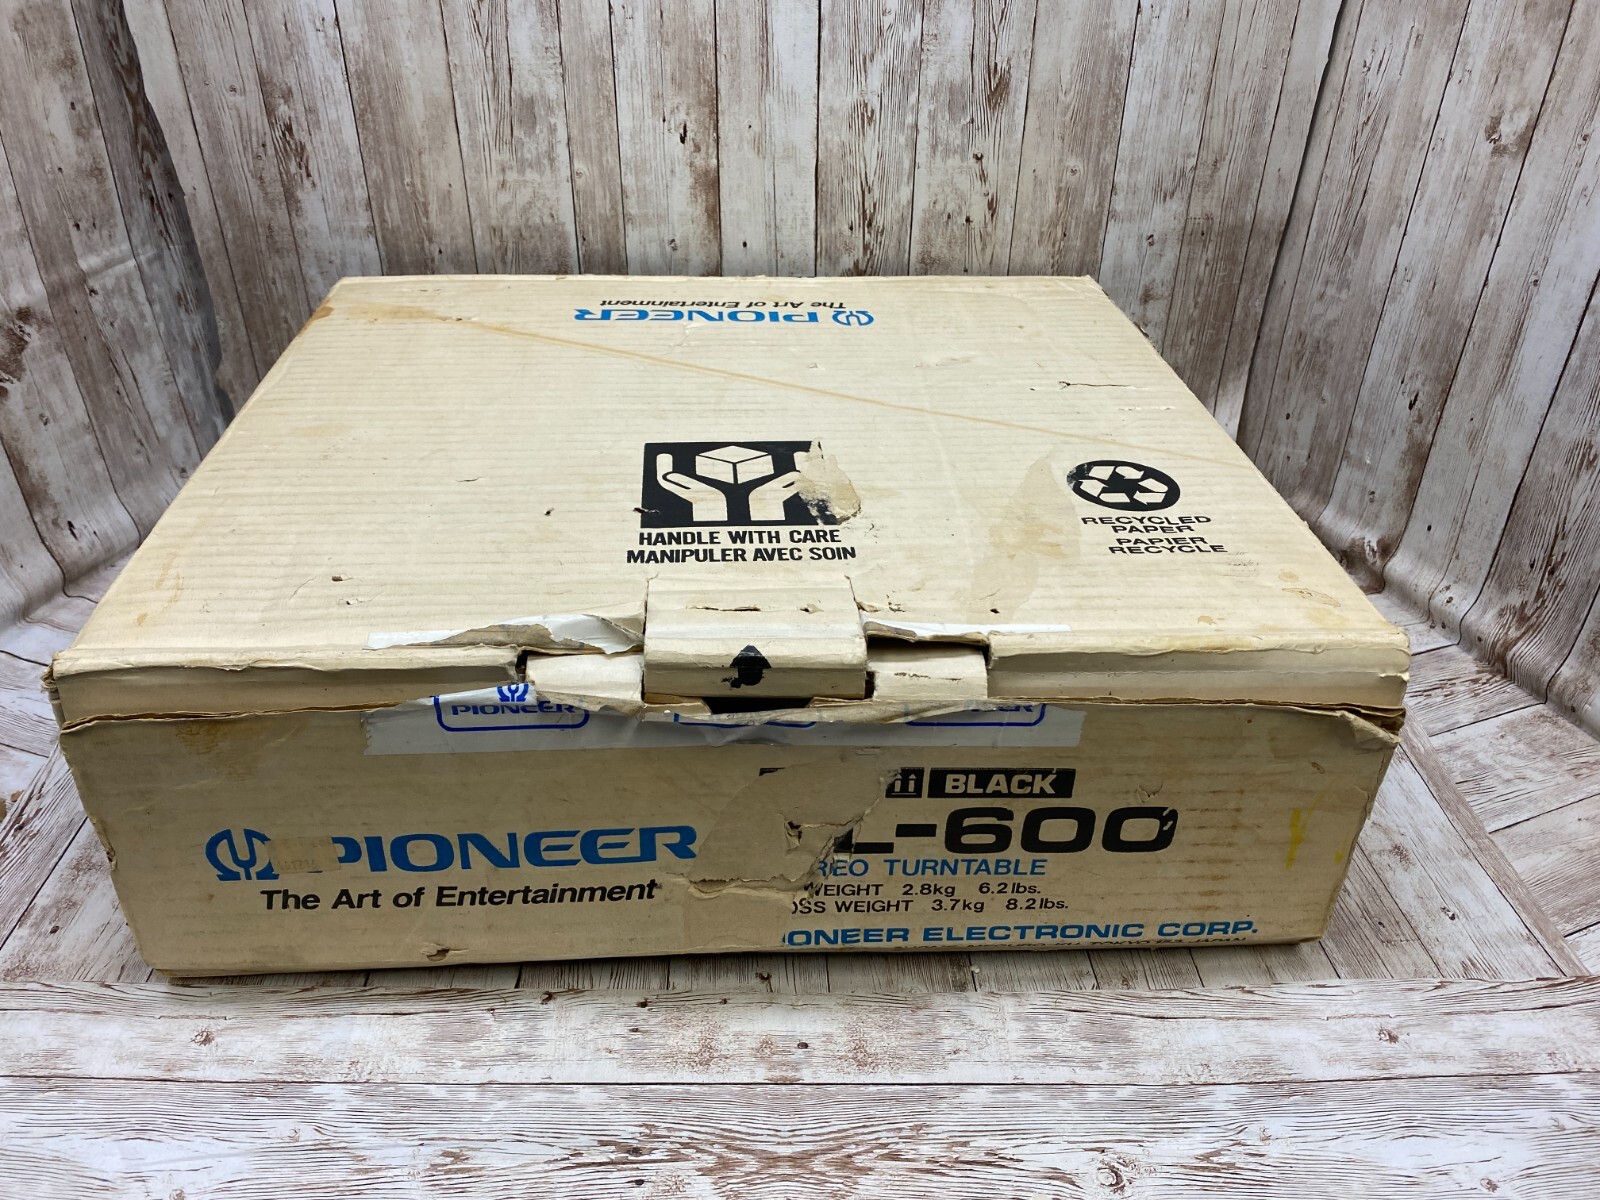 PIONEER
The Art of Entertainment
HANDLE WITH CARE
MANIPULER AVEC SOIN
RECYCLED
PAPER
PAPIER
RECYCLE
PIONEER
BLACK
L-600
PIONEER
REO TURNTABLE
The Art of Entertainment
WEIGHT 2.8kg 6.2lbs.
OSS WEIGHT 3.7kg 8.2lbs.
IONEER ELECTRONIC CORP.